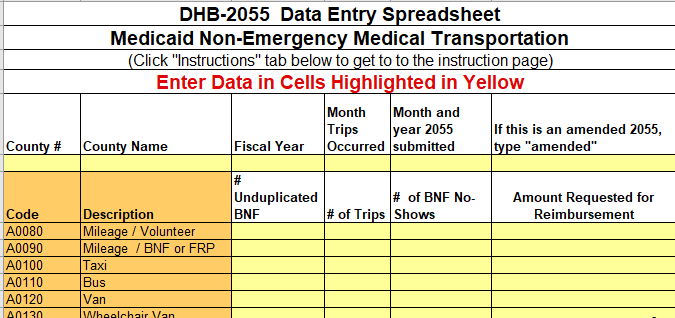 DHB-2055  Data Entry Spreadsheet
Medicaid Non-Emergency Medical Transportation
(Click "Instructions" tab below to get to to the instruction page)
Enter Data in Cells Highlighted in Yellow
County # County Name Fiscal Year Month Trips Occurred Month and year 2055 submitted If this is an amended 2055, type "amended"
Code Description # Unduplicated BNF # of Trips #  of BNF No-Shows Amount Requested for Reimbursement
A0080 Mileage / Volunteer
A0090 Mileage  / BNF or FRP
A0100 Taxi
A0110 Bus
A0120 Van
A0130 Wheelchair Van